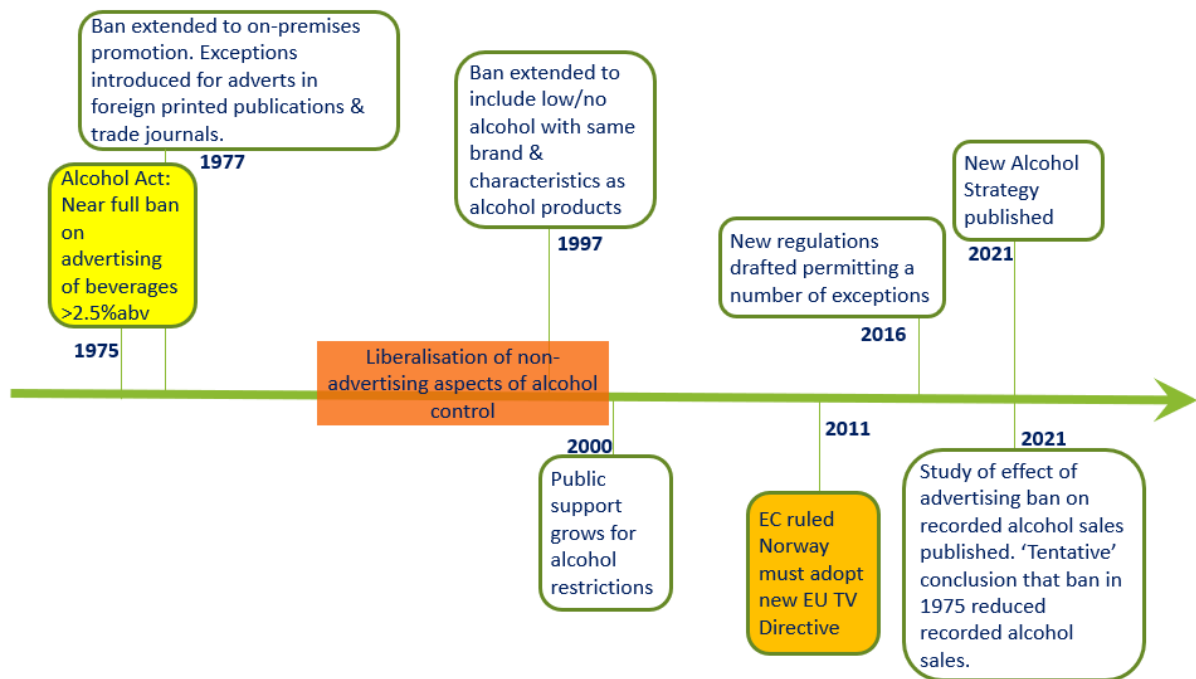 Ban extended to on-premises
promotion. Exceptions
introduced for adverts in
foreign printed publications &
trade journals.
1977
Alcohol Act:
Near full ban
on
advertising
of beverages
>2.5%abv
1975
Ban extended to
include low/no
alcohol with same
brand &
characteristics as
alcohol products
1997
New regulations
drafted permitting a
number of exceptions
2016
New Alcohol
Strategy
published
2021
Liberalisation of non-
advertising aspects of alcohol
control
2000
Public
support
grows for
alcohol
restrictions
2011
EC ruled
Norway
must adopt
new EU TV
Directive
2021
Study of effect of
advertising ban on
recorded alcohol sales
published. ‘Tentative’
conclusion that ban in
1975 reduced
recorded alcohol
sales.